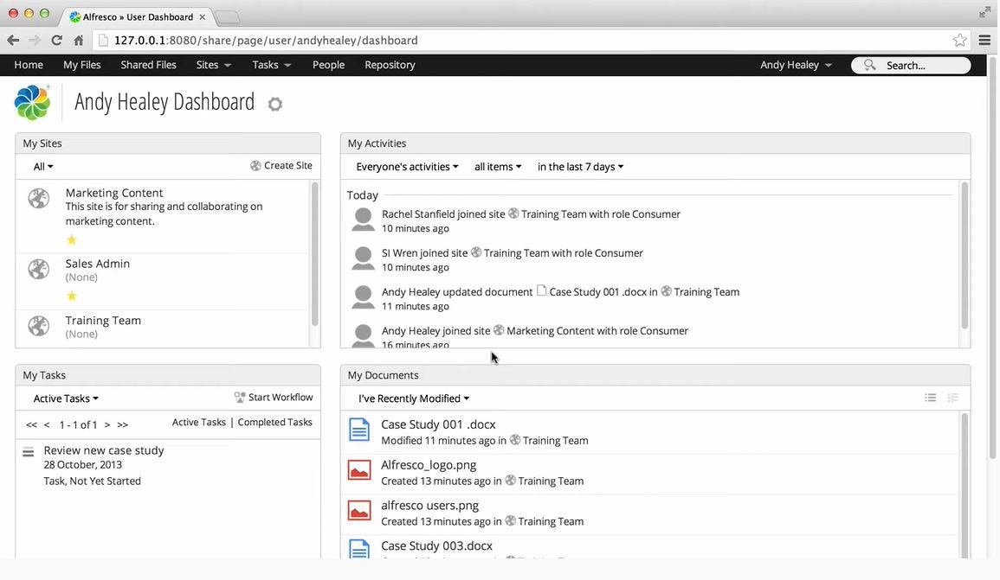 Alfresco » User Dashboard
127.0.0.1:8080/share/page/user/andyhealey/dashboard
Home My Files Shared Files Sites Tasks People Repository Andy Healey Search...
Andy Healey Dashboard
My Sites
All Create Site
Marketing Content
This site is for sharing and collaborating on
marketing content.
Sales Admin
(None)
Training Team
(None)
My Activities
Everyone's activities all items in the last 7 days
Today
Rachel Stanfield joined site Training Team with role Consumer
10 minutes ago
SI Wren joined site Training Team with role Consumer
10 minutes ago
Andy Healey updated document Case Study 001 .docx in Training Team
11 minutes ago
Andy Healey joined site Marketing Content with role Consumer
16 minutes ago
My Tasks
Active Tasks Start Workflow
<< < 1 - 1 of 1 > >> Active Tasks | Completed Tasks
Review new case study
28 October, 2013
Task, Not Yet Started
My Documents
I've Recently Modified
Case Study 001 .docx
Modified 11 minutes ago in Training Team
Alfresco_logo.png
Created 13 minutes ago in Training Team
alfresco users.png
Created 13 minutes ago in Training Team
Case Study 003.docx